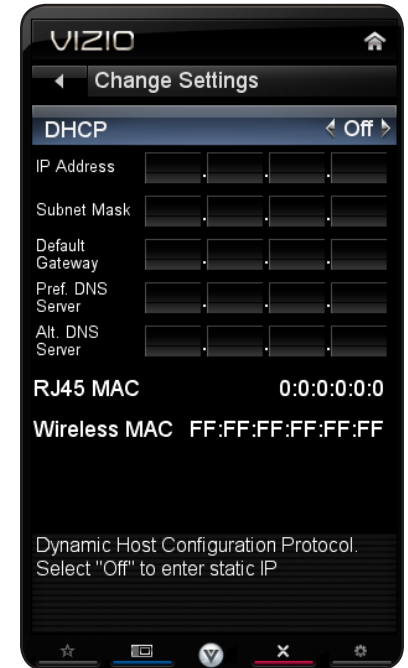 VIZIO
Change Settings
DHCP Off
IP Address . . .
Subnet Mask . . .
Default
Gateway . . .
Pref. DNS
Server . . .
Alt. DNS
Server . . .
RJ45 MAC 0:0:0:0:0:0
Wireless MAC FF:FF:FF:FF:FF:FF
Dynamic Host Configuration Protocol.
Select "Off" to enter static IP
V